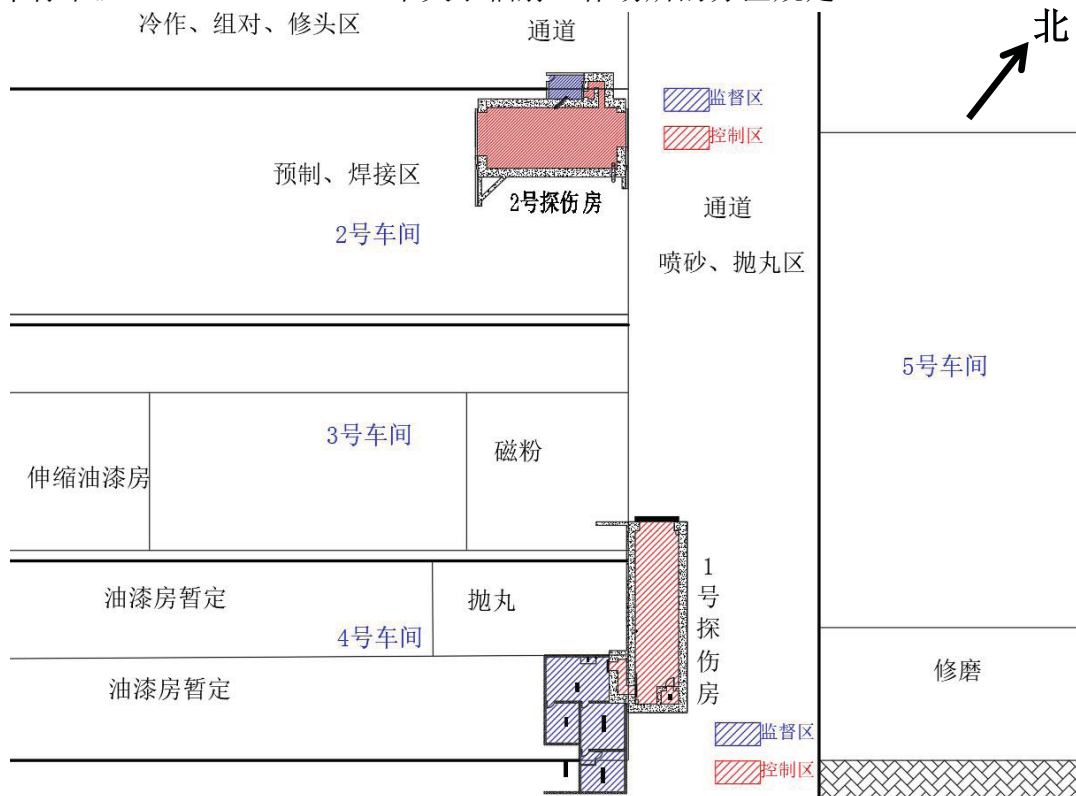 冷作、组对、修头区
通道
北
监督区
控制区
预制、焊接区
2号探伤房
通道
2号车间
喷砂、抛丸区
5号车间
3号车间
磁粉
伸缩油漆房
1号探伤房
油漆房暂定
抛丸
4号车间
修磨
油漆房暂定
监督区
控制区